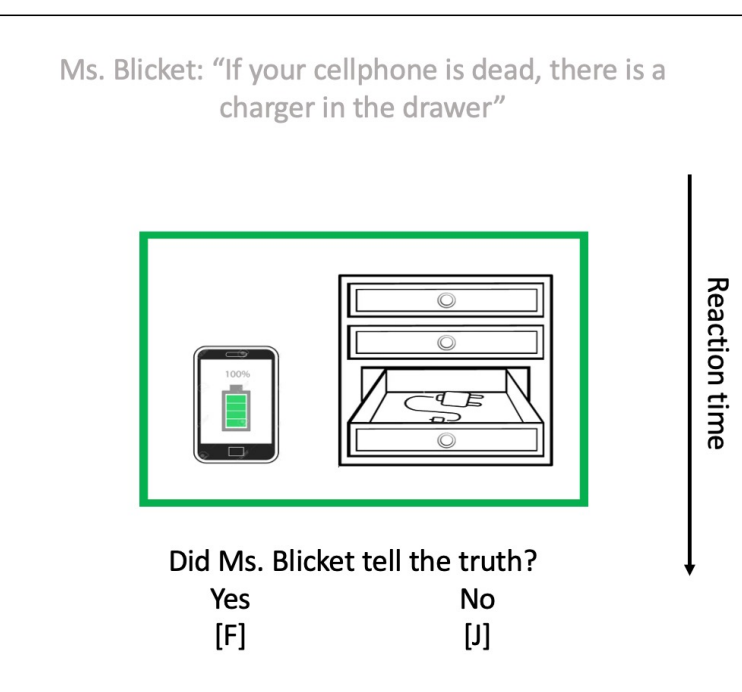 Ms. Blicket: “If your cellphone is dead, there is a
charger in the drawer”
100%
Reaction time
Did Ms. Blicket tell the truth?
Yes No
[F] [J]